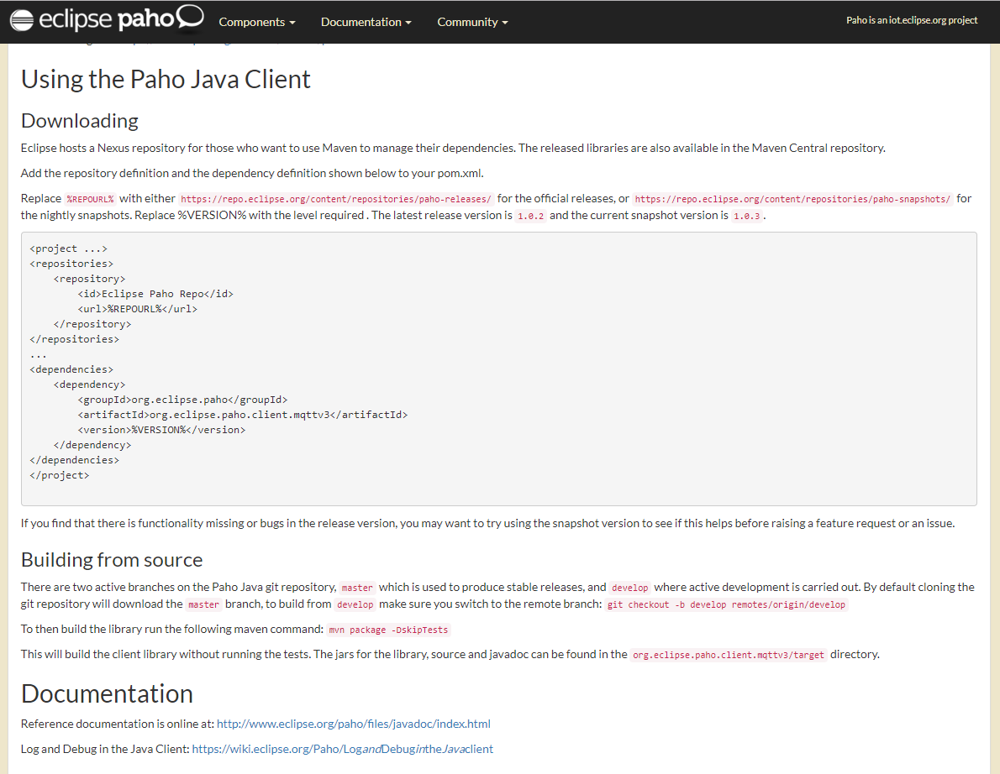 eclipse paho
Components
Documentation
Community
Paho is an iot.eclipse.org project
Using the Paho Java Client
Downloading
Eclipse hosts a Nexus repository for those who want to use Maven to manage their dependencies. The released libraries are also available in the Maven Central repository.
Add the repository definition and the dependency definition shown below to your pom.xml.
Replace %REPOURL% with either https://repo.eclipse.org/content/repositories/paho-releases/ for the official releases, or https://repo.eclipse.org/content/repositories/paho-snapshots/ for
the nightly snapshots. Replace %VERSION% with the level required . The latest release version is 1.0.2 and the current snapshot version is 1.0.3 .
<project ...>
<repositories>
    <repository>
        <id>Eclipse Paho Repo</id>
        <url>%REPOURL%</url>
    </repository>
</repositories>
...
<dependencies>
    <dependency>
        <groupId>org.eclipse.paho</groupId>
        <artifactId>org.eclipse.paho.client.mqttv3</artifactId>
        <version>%VERSION%</version>
    </dependency>
</dependencies>
</project>
If you find that there is functionality missing or bugs in the release version, you may want to try using the snapshot version to see if this helps before raising a feature request or an issue.
Building from source
There are two active branches on the Paho Java git repository, master which is used to produce stable releases, and develop where active development is carried out. By default cloning the
git repository will download the master branch, to build from develop make sure you switch to the remote branch: git checkout -b develop remotes/origin/develop
To then build the library run the following maven command: mvn package -DskipTests
This will build the client library without running the tests. The jars for the library, source and javadoc can be found in the org.eclipse.paho.client.mqttv3/target directory.
Documentation
Reference documentation is online at: http://www.eclipse.org/paho/files/javadoc/index.html
Log and Debug in the Java Client: https://wiki.eclipse.org/Paho/LogandDebugintheJavaclient